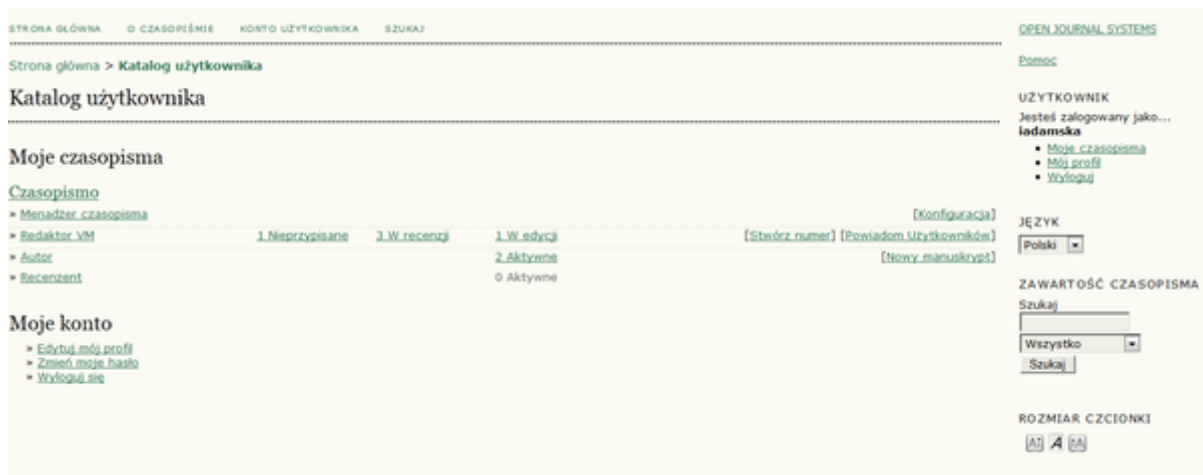 STRONA GŁÓWNA O CZASOPIŚMIE KONTO UŻYTKOWNIKA SZUKAJ
Strona główna > Katalog użytkownika
Katalog użytkownika
Moje czasopisma
Czasopismo
» Menadżer czasopisma [Konfiguracja]
» Redaktor VM 1 Nieprzypisane 3 W recenzji 1 W edycji [Stwórz numer] [Powiadom Użytkowników]
» Autor 2 Aktywne [Nowy manuskrypt]
» Recenzent 0 Aktywne
Moje konto
» Edytuj mój profil
» Zmień moje hasło
» Wyloguj się
OPEN JOURNAL SYSTEMS
Pomoc
UŻYTKOWNIK
Jesteś zalogowany jako...
iadamska
• Moje czasopisma
• Mój profil
• Wyloguj
JĘZYK
Polski
ZAWARTOŚĆ CZASOPISMA
Szukaj
Wszystko
Szukaj
ROZMIAR CZCIONKI